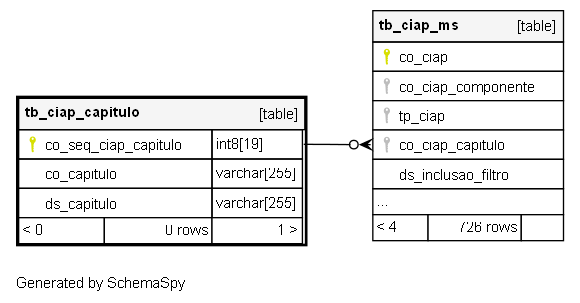 tb_ciap_ms [table]
co_ciap
co_ciap_componente
tp_ciap
co_ciap_capitulo
ds_inclusao_filtro
...
< 4 726 rows
tb_ciap_capitulo [table]
co_seq_ciap_capitulo int8[19]
co_capitulo varchar[255]
ds_capitulo varchar[255]
< 0 0 rows 1 >
Generated by SchemaSpy